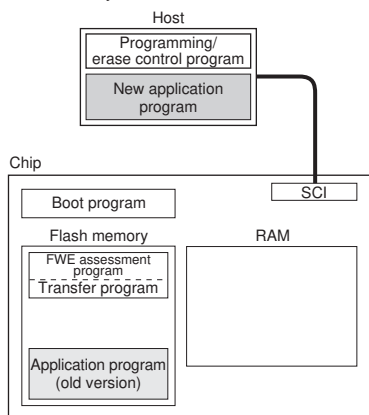 Host
Programming/
erase control program
New application
program
Chip
SCI
Boot program
Flash memory
RAM
FWE assessment
program
Transfer program
Application program
(old version)